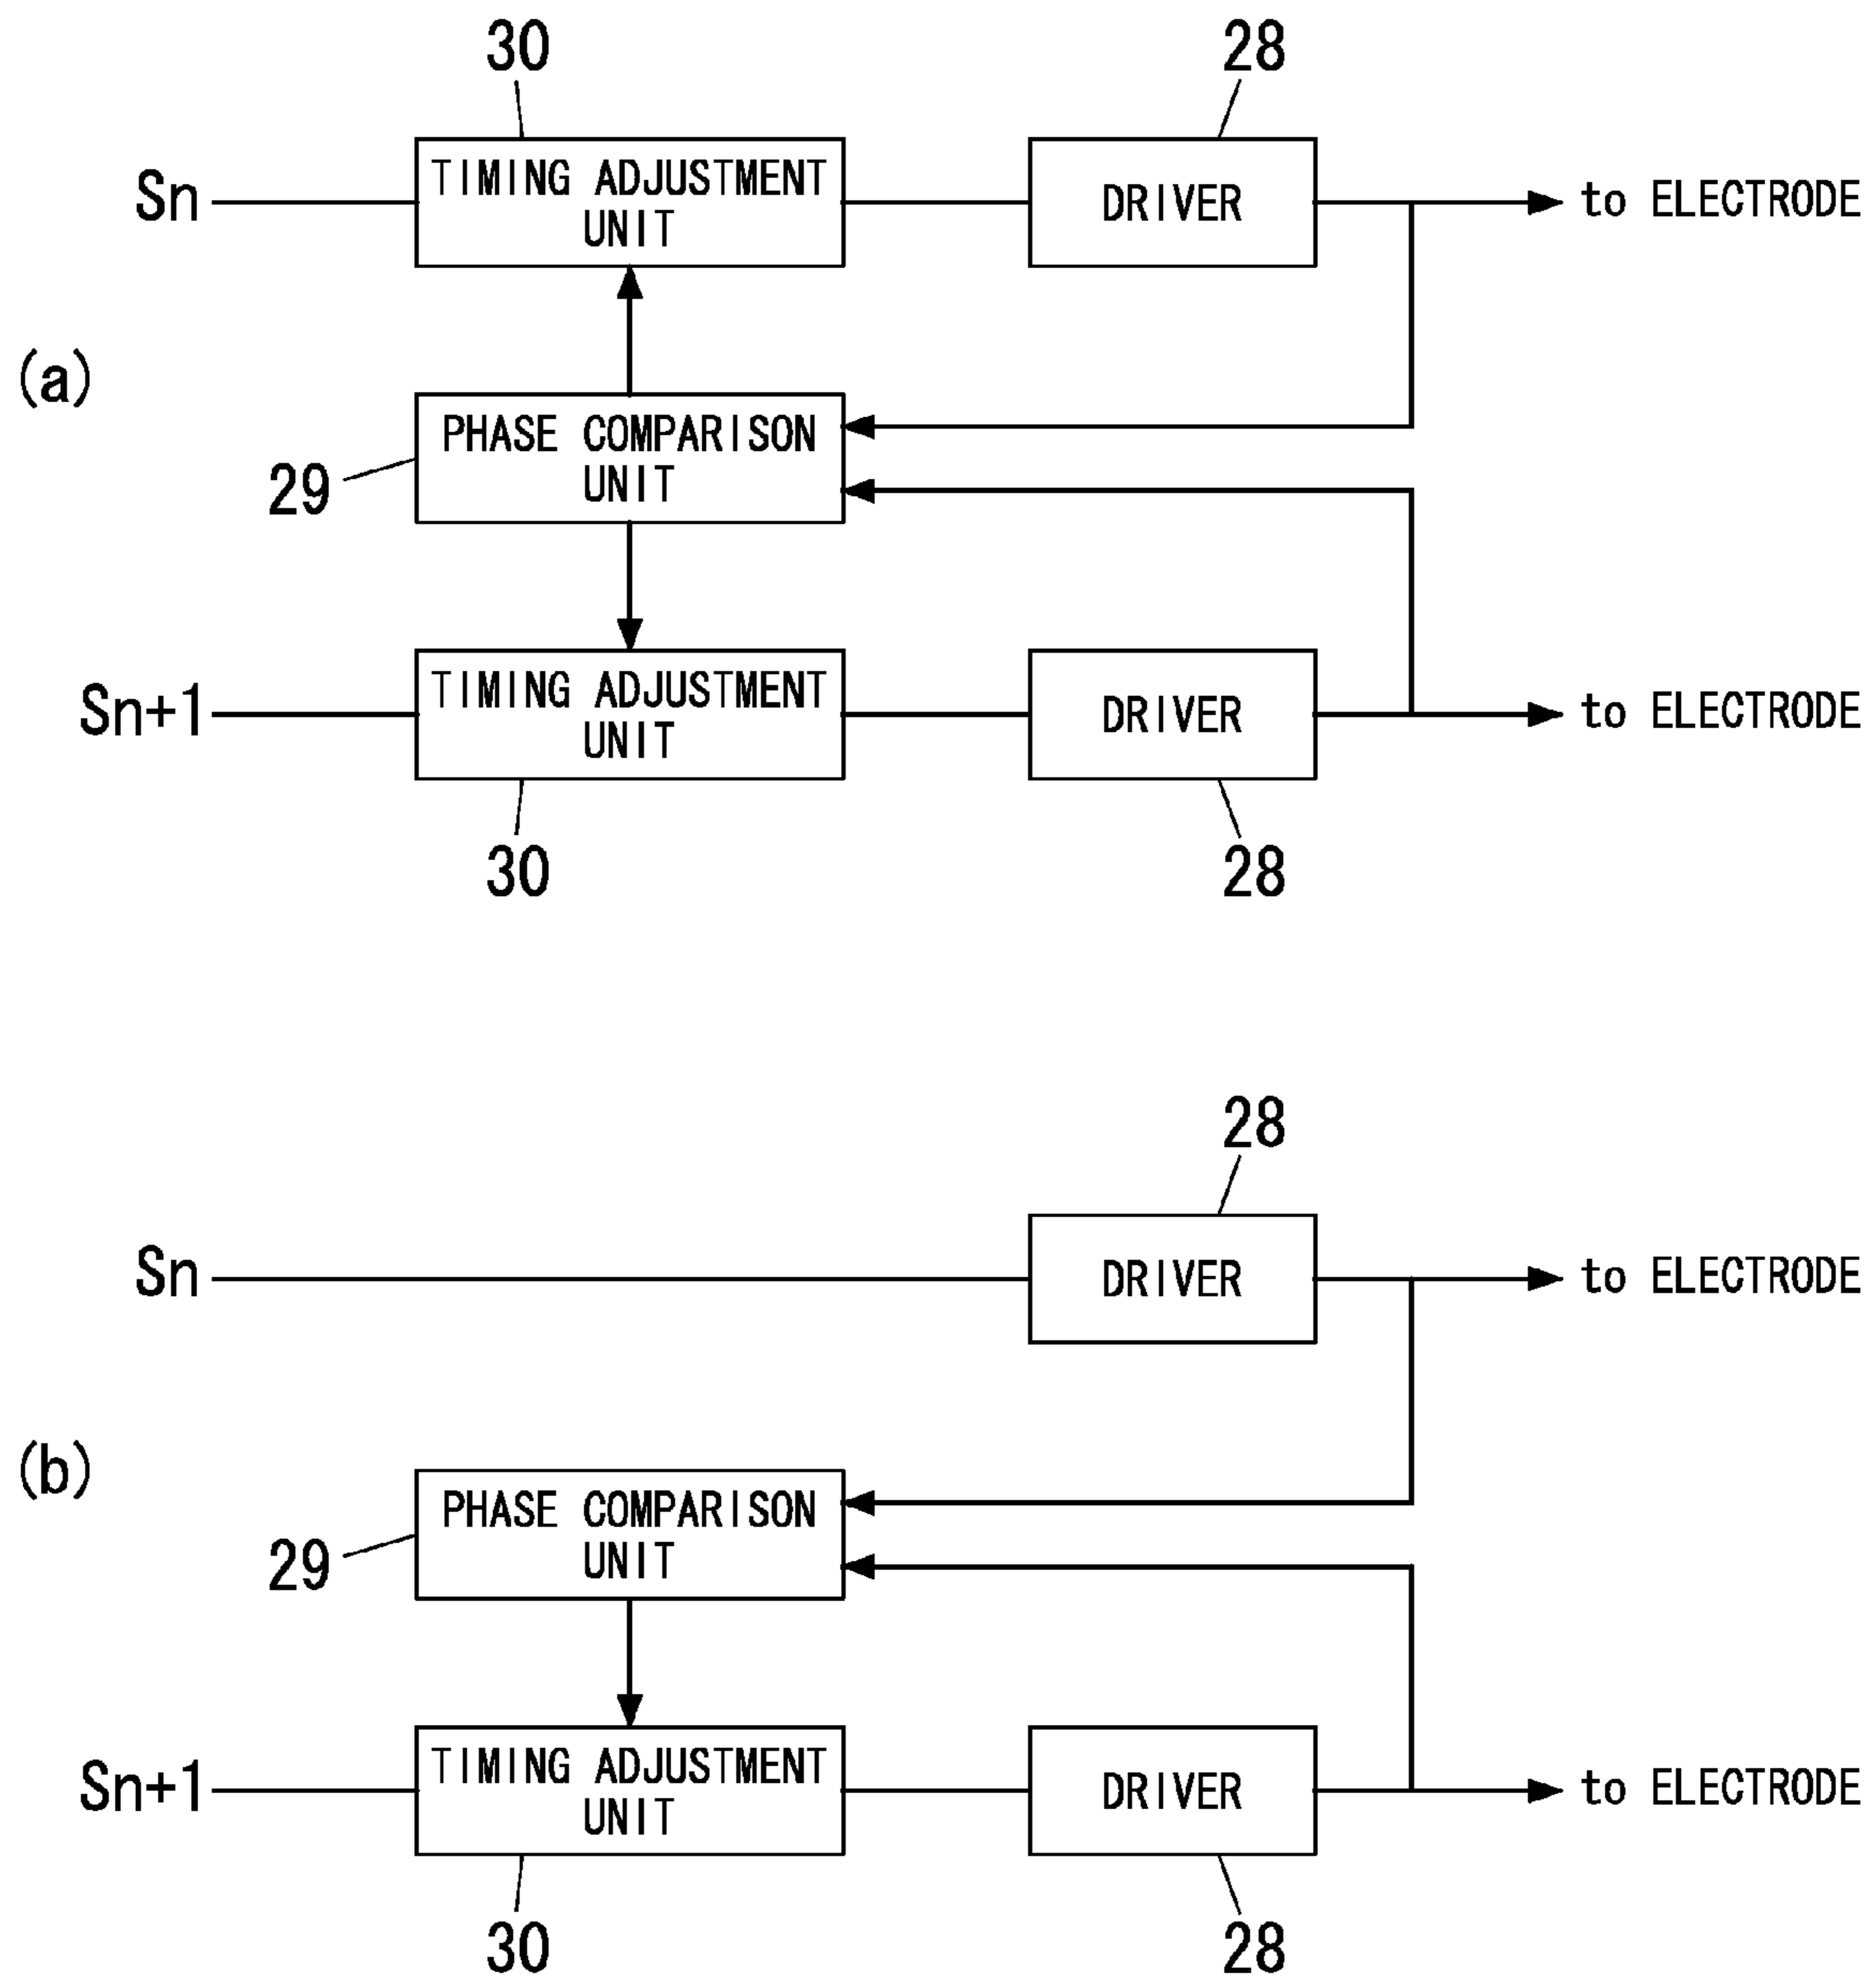 30 28
Sn TIMING ADJUSTMENT DRIVER to ELECTRODE
UNIT
(a)
PHASE COMPARISON
UNIT
29
Sn+1 TIMING ADJUSTMENT DRIVER to ELECTRODE
UNIT
30 28
28
Sn DRIVER to ELECTRODE
(b)
PHASE COMPARISON
UNIT
29
Sn+1 TIMING ADJUSTMENT DRIVER to ELECTRODE
UNIT
30 28